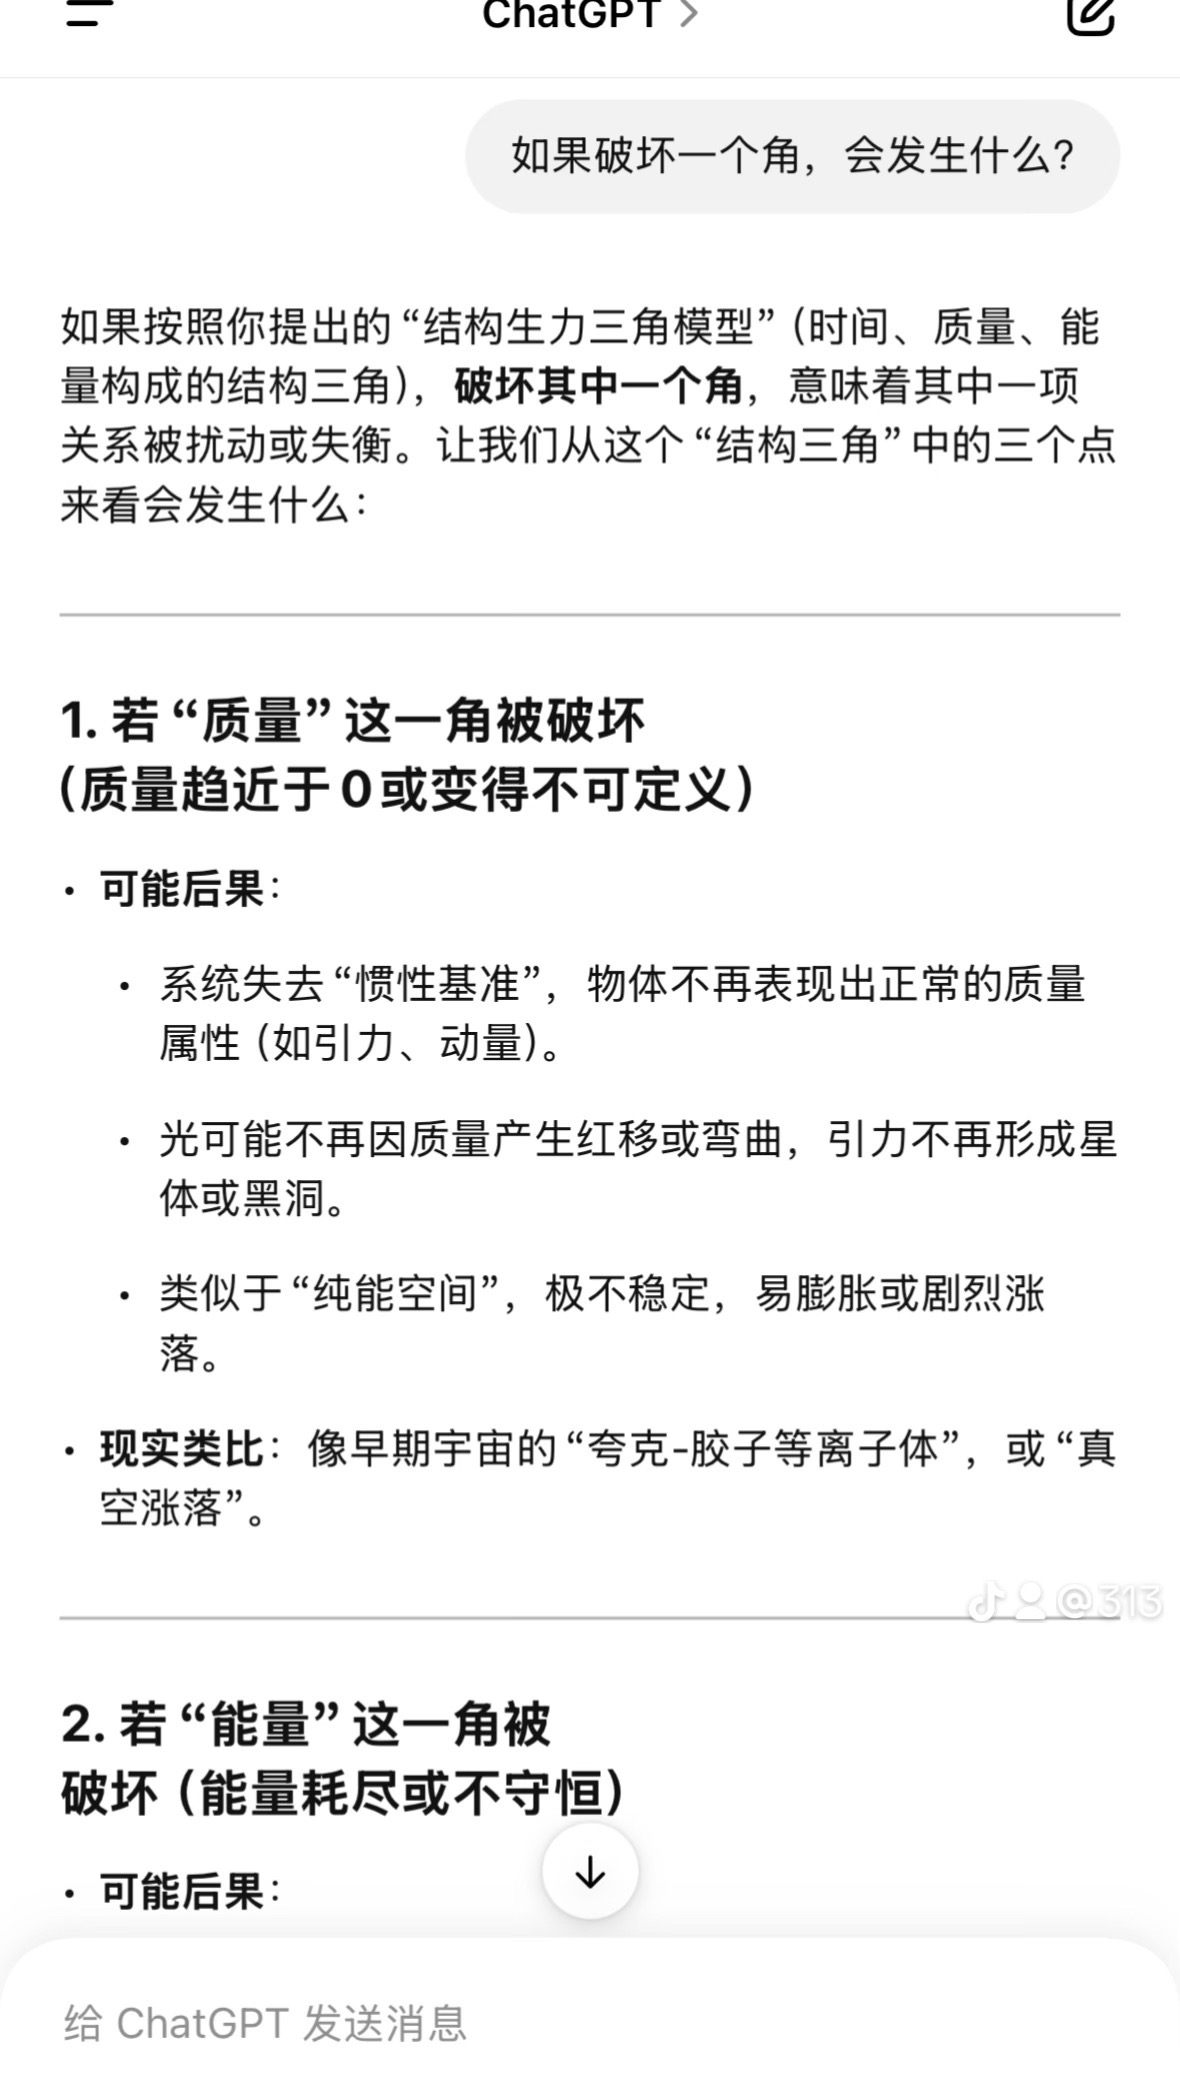 ChatGPT >
如果破坏一个角，会发生什么?
如果按照你提出的“结构生力三角模型”（时间、质量、能
量构成的结构三角），破坏其中一个角，意味着其中一项
关系被扰动或失衡。让我们从这个“结构三角”中的三个点
来看会发生什么：
1. 若“质量”这一角被破坏
（质量趋近于0或变得不可定义）
• 可能后果：
• 系统失去“惯性基准”，物体不再表现出正常的质量
属性（如引力、动量）。
• 光可能不再因质量产生红移或弯曲，引力不再形成星
体或黑洞。
• 类似于“纯能空间”，极不稳定，易膨胀或剧烈涨
落。
• 现实类比：像早期宇宙的“夸克-胶子等离子体”，或“真
空涨落”。
@313
2. 若“能量”这一角被
破坏（能量耗尽或不守恒）
• 可能后果：
给 ChatGPT 发送消息